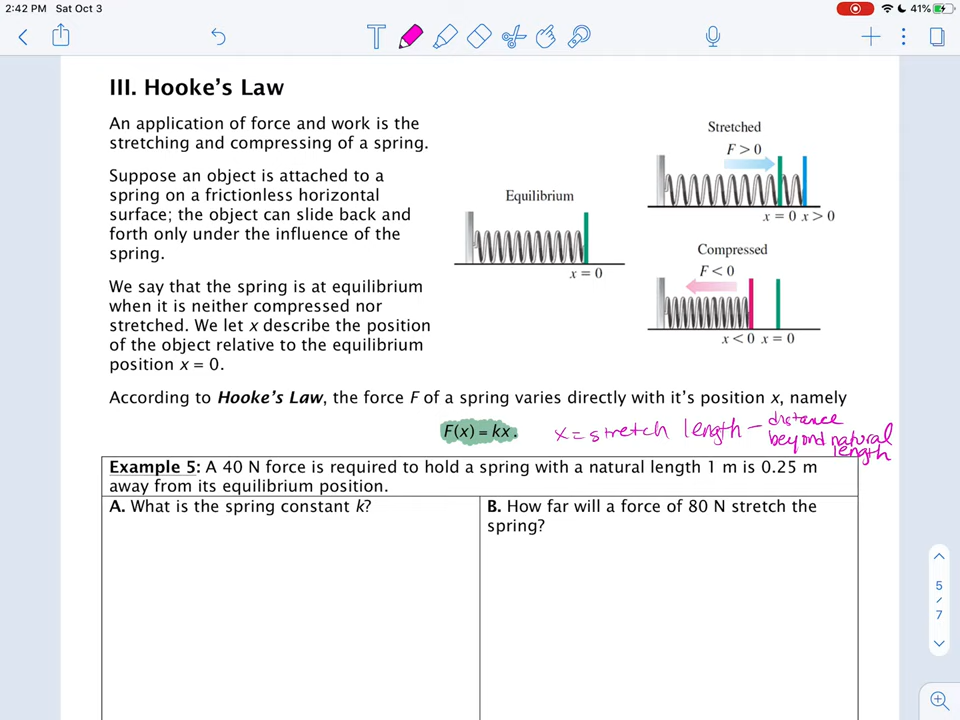 2:42 PM Sat Oct 3
41%
III. Hooke's Law
An application of force and work is the
stretching and compressing of a spring.
Suppose an object is attached to a
spring on a frictionless horizontal
surface; the object can slide back and
forth only under the influence of the
spring.
We say that the spring is at equilibrium
when it is neither compressed nor
stretched. We let x describe the position
of the object relative to the equilibrium
position x = 0.
Equilibrium
x = 0
Stretched
F > 0
x = 0 x > 0
Compressed
F < 0
x < 0 x = 0
According to Hooke's Law, the force F of a spring varies directly with it's position x, namely
F(x) = kx.
x = stretch length - distance
beyond natural
length
Example 5: A 40 N force is required to hold a spring with a natural length 1 m is 0.25 m
away from its equilibrium position.
A. What is the spring constant k?
B. How far will a force of 80 N stretch the
spring?
5
/
7